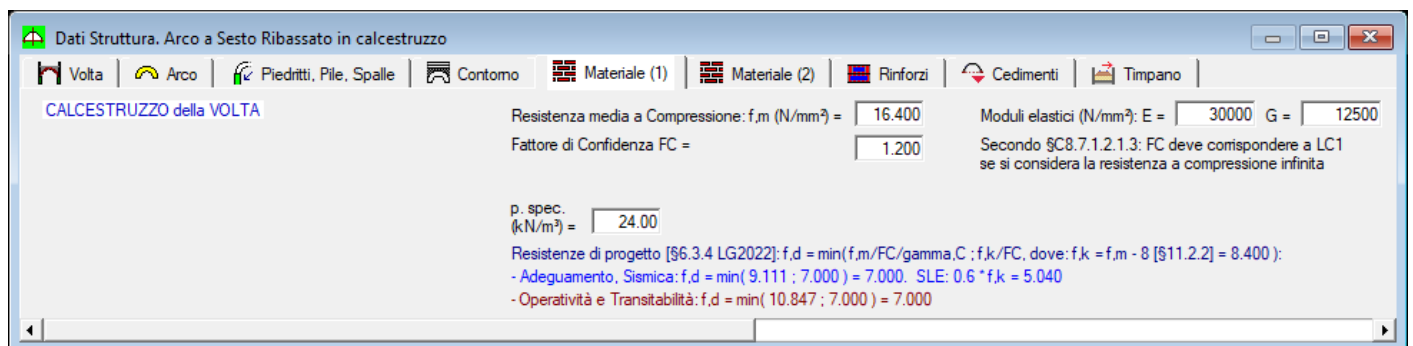 Dati Struttura. Arco a Sesto Ribassato in calcestruzzo
Volta Arco Piedritti, Pile, Spalle Contorno Materiale (1) Materiale (2) Rinforzi Cedimenti Timpano
CALCESTRUZZO della VOLTA
Resistenza media a Compressione: f,m (N/mm²) = 16.400 Moduli elastici (N/mm²): E = 30000 G = 12500
Fattore di Confidenza FC = 1.200 Secondo §C8.7.1.2.1.3: FC deve corrispondere a LC1
se si considera la resistenza a compressione infinita
p. spec.
(kN/m³) = 24.00
Resistenze di progetto [§6.3.4 LG2022]: f,d = min( f,m/FC/gamma,C ; f,k/FC, dove: f,k = f,m - 8 [§11.2.2] = 8.400 ):
- Adeguamento, Sismica: f,d = min( 9.111 ; 7.000 ) = 7.000. SLE: 0.6 * f,k = 5.040
- Operatività e Transitabilità: f,d = min( 10.847 ; 7.000 ) = 7.000